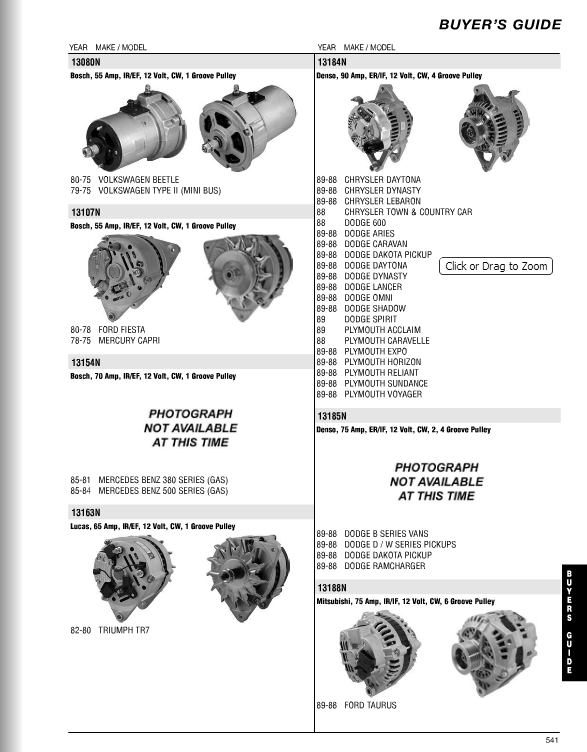 BUYER'S GUIDE
YEAR MAKE / MODEL
13080N
Bosch, 55 Amp, IR/EF, 12 Volt, CW, 1 Groove Pulley
80-75 VOLKSWAGEN BEETLE
79-75 VOLKSWAGEN TYPE II (MINI BUS)
13107N
Bosch, 55 Amp, IR/EF, 12 Volt, CW, 1 Groove Pulley
80-78 FORD FIESTA
78-75 MERCURY CAPRI
13154N
Bosch, 70 Amp, IR/EF, 12 Volt, CW, 1 Groove Pulley
PHOTOGRAPH
NOT AVAILABLE
AT THIS TIME
85-81 MERCEDES BENZ 380 SERIES (GAS)
85-84 MERCEDES BENZ 500 SERIES (GAS)
13163N
Lucas, 65 Amp, IR/EF, 12 Volt, CW, 1 Groove Pulley
82-80 TRIUMPH TR7
YEAR MAKE / MODEL
13184N
Denso, 90 Amp, ER/IF, 12 Volt, CW, 4 Groove Pulley
89-88 CHRYSLER DAYTONA
89-88 CHRYSLER DYNASTY
89-88 CHRYSLER LEBARON
88 CHRYSLER TOWN & COUNTRY CAR
88 DODGE 600
89-88 DODGE ARIES
89-88 DODGE CARAVAN
89-88 DODGE DAKOTA PICKUP
89-88 DODGE DAYTONA
89-88 DODGE DYNASTY
89-88 DODGE LANCER
89-88 DODGE OMNI
89-88 DODGE SHADOW
89 DODGE SPIRIT
89 PLYMOUTH ACCLAIM
88 PLYMOUTH CARAVELLE
89-88 PLYMOUTH EXPO
89-88 PLYMOUTH HORIZON
89-88 PLYMOUTH RELIANT
89-88 PLYMOUTH SUNDANCE
89-88 PLYMOUTH VOYAGER
Click or Drag to Zoom
13185N
Denso, 75 Amp, ER/IF, 12 Volt, CW, 2, 4 Groove Pulley
PHOTOGRAPH
NOT AVAILABLE
AT THIS TIME
89-88 DODGE B SERIES VANS
89-88 DODGE D / W SERIES PICKUPS
89-88 DODGE DAKOTA PICKUP
89-88 DODGE RAMCHARGER
13188N
Mitsubishi, 75 Amp, IR/IF, 12 Volt, CW, 6 Groove Pulley
89-88 FORD TAURUS
BUYERS GUIDE
541